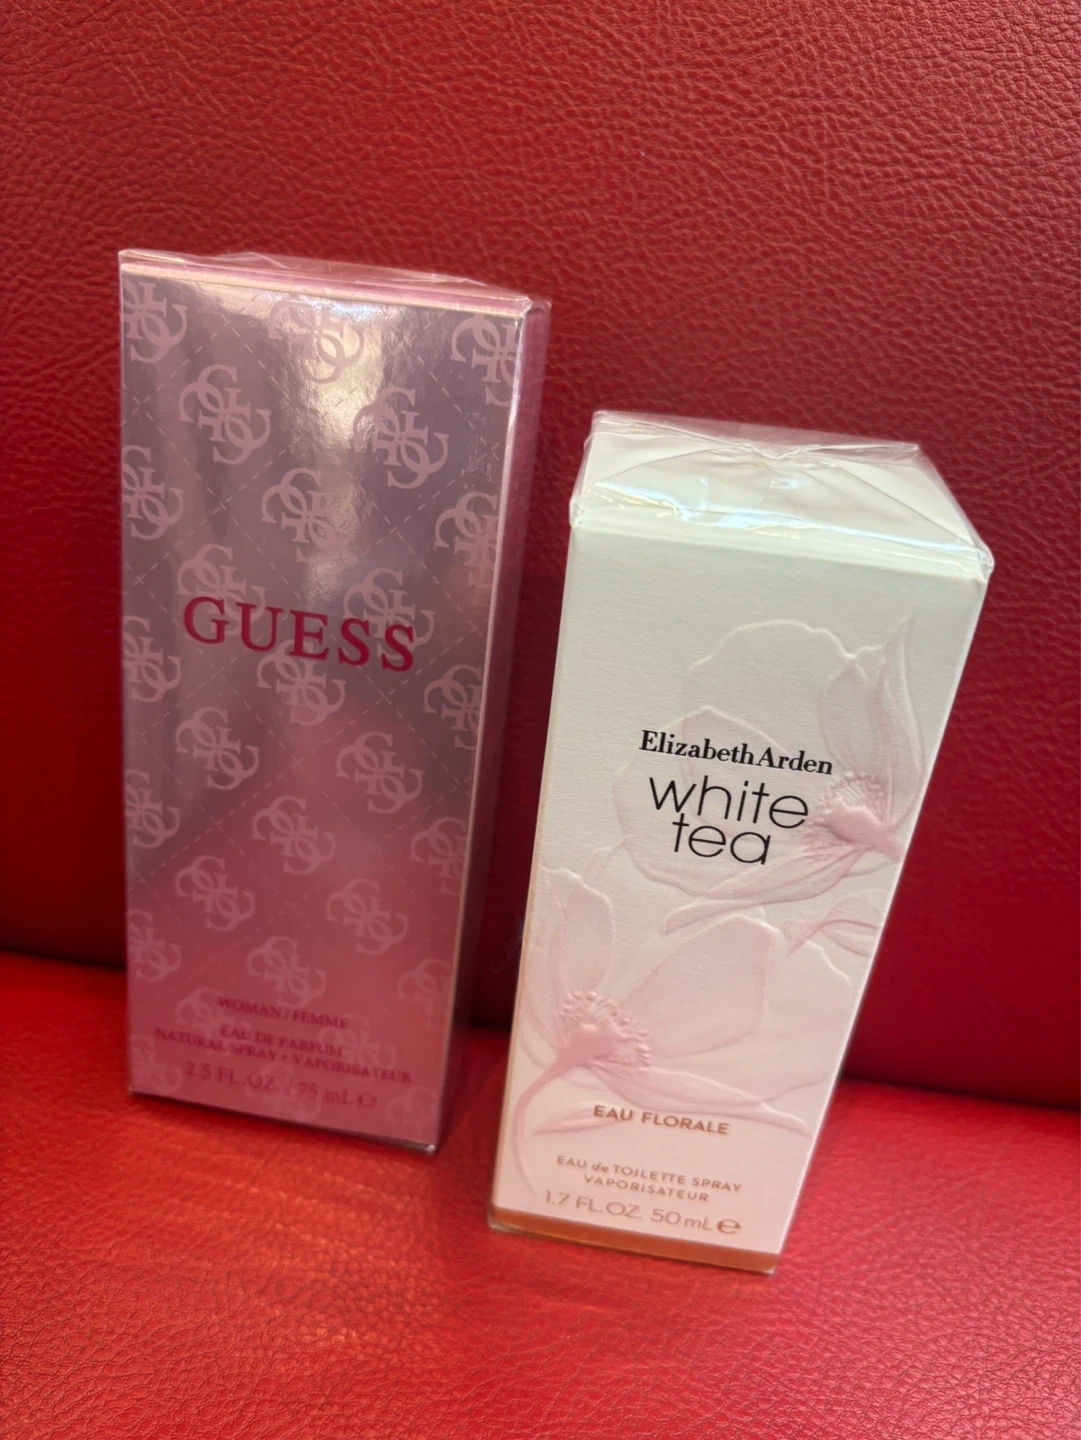 GUESS
WOMAN / FEMME
EAU DE PARFUM
NATURAL SPRAY • VAPORISATEUR
2.5 FL.OZ. / 75 mL ℮
Elizabeth Arden
white
tea
EAU FLORALE
EAU de TOILETTE SPRAY
VAPORISATEUR
1.7 FL.OZ. 50 mL ℮